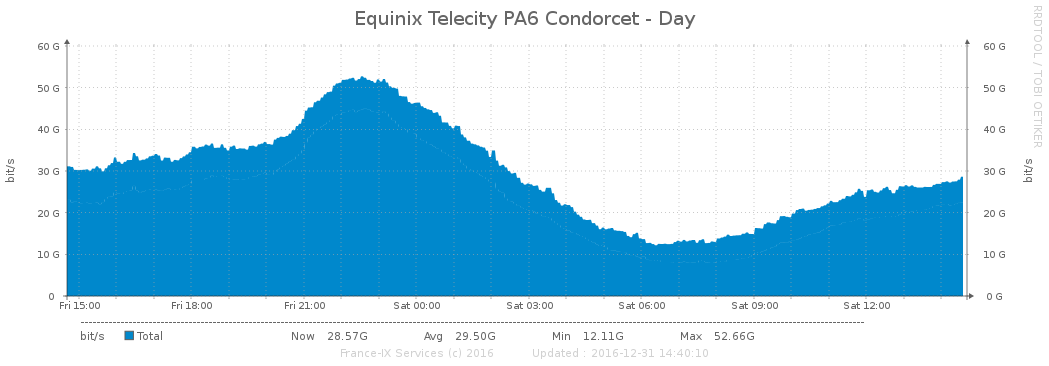 Equinix Telecity PA6 Condorcet - Day
RRDTOOL / TOBI OETIKER
60 G 60 G
50 G 50 G
40 G 40 G
30 G 30 G
20 G 20 G
10 G 10 G
0 0 G
bit/s bit/s
Fri 15:00 Fri 18:00 Fri 21:00 Sat 00:00 Sat 03:00 Sat 06:00 Sat 09:00 Sat 12:00
bit/s Total Now 28.57G Avg 29.50G Min 12.11G Max 52.66G
France-IX Services (c) 2016 Updated : 2016-12-31 14:40:10